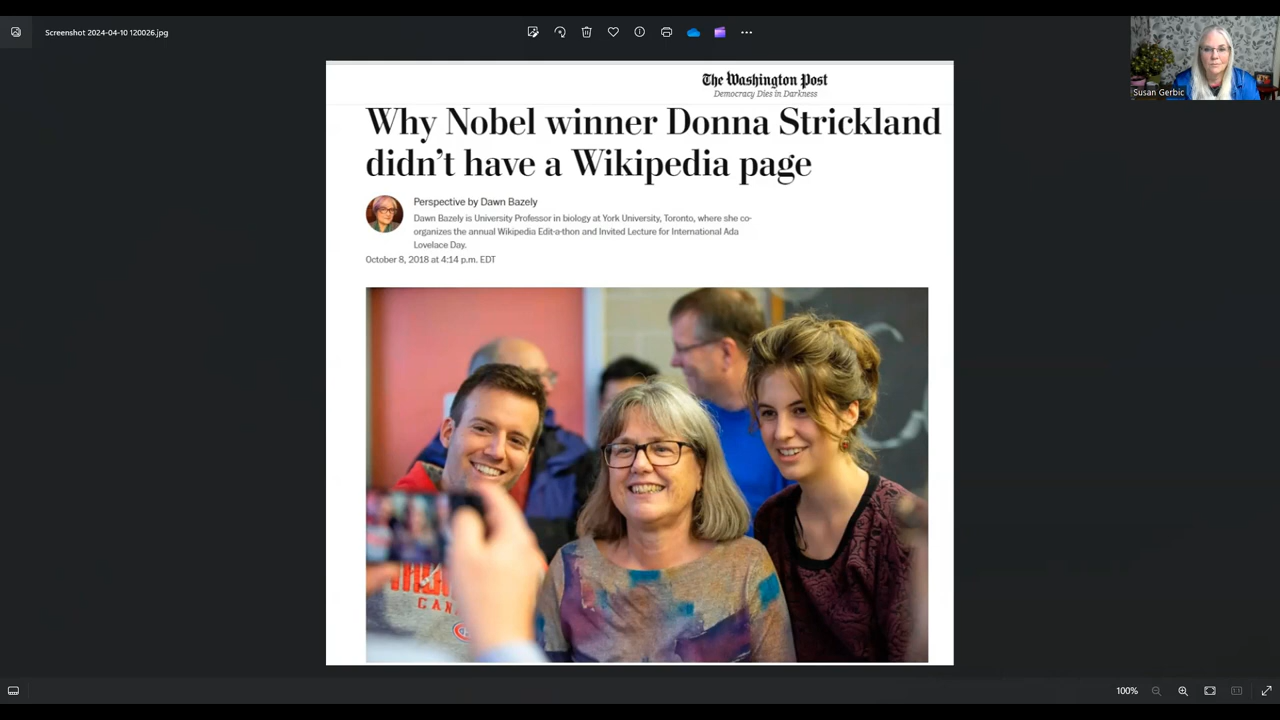 Screenshot 2024-04-10 120026.jpg
Susan Gerbic
The Washington Post
Democracy Dies in Darkness
Why Nobel winner Donna Strickland
didn't have a Wikipedia page
Perspective by Dawn Bazely
Dawn Bazely is University Professor in biology at York University, Toronto, where she co-
organizes the annual Wikipedia Edit-a-thon and Invited Lecture for International Ada
Lovelace Day.
October 8, 2018 at 4:14 p.m. EDT
100%